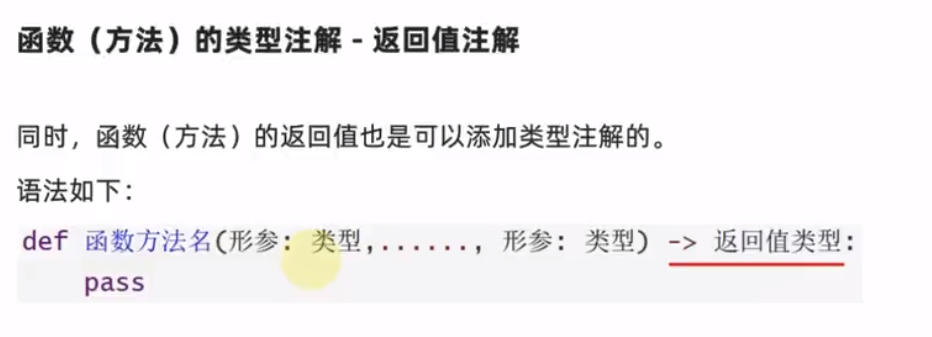 函数（方法）的类型注解 - 返回值注解
同时，函数（方法）的返回值也是可以添加类型注解的。
语法如下：
def 函数方法名(形参: 类型,......, 形参: 类型) -> 返回值类型:
pass